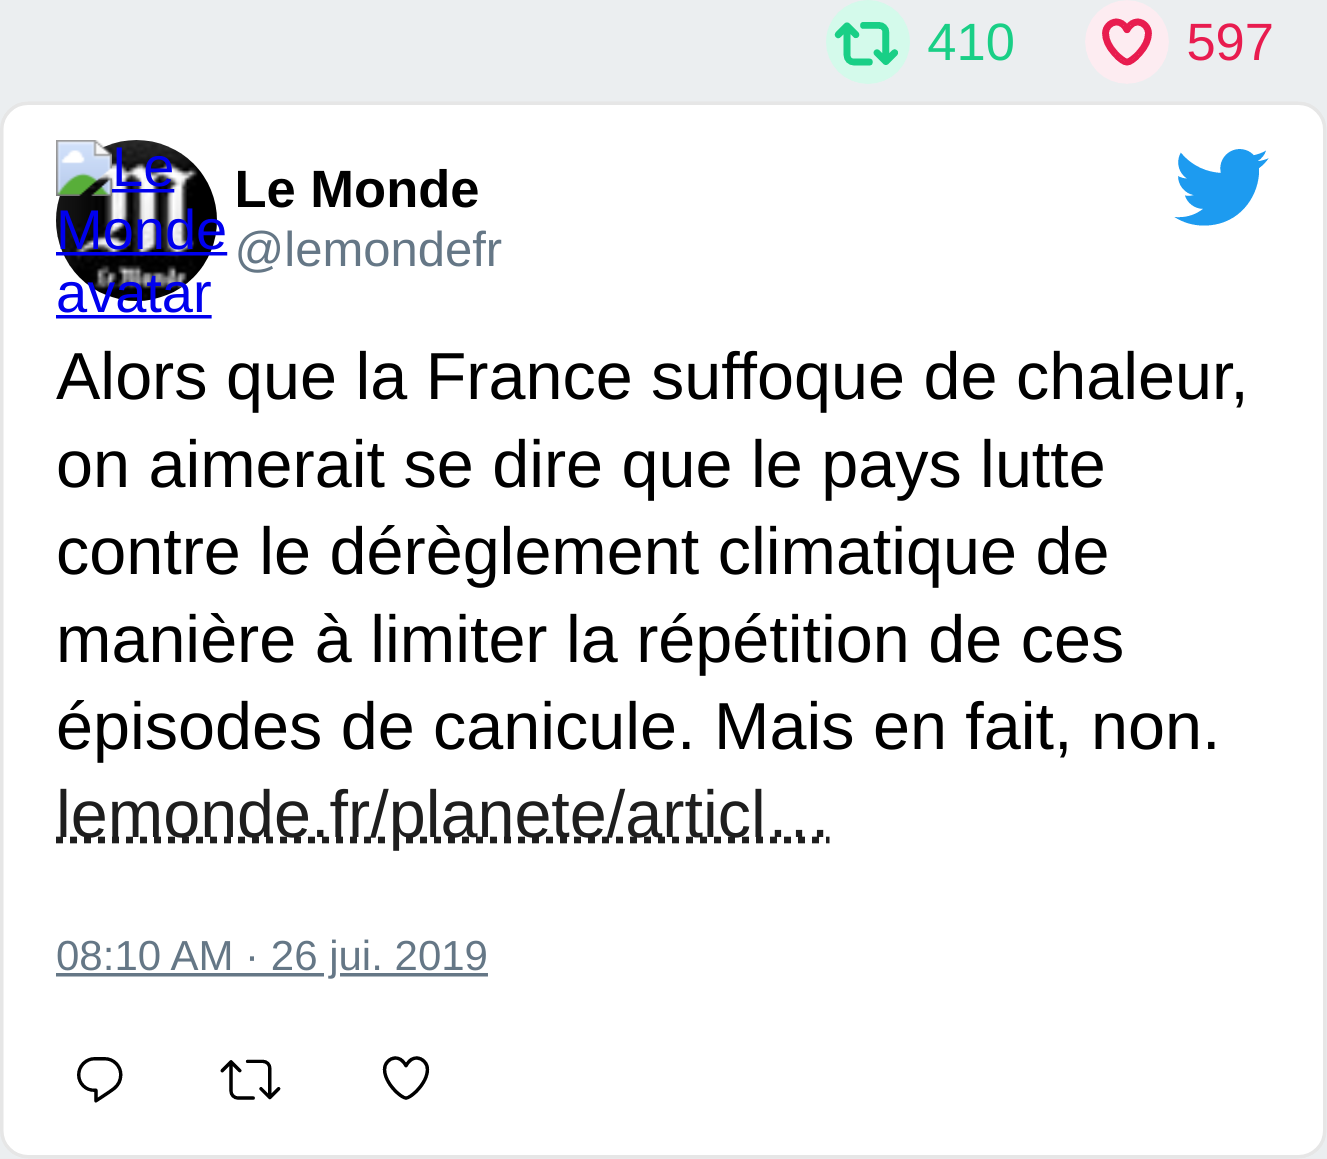 410 597
Le Monde avatar
Le Monde
@lemondefr
Alors que la France suffoque de chaleur,
on aimerait se dire que le pays lutte
contre le dérèglement climatique de
manière à limiter la répétition de ces
épisodes de canicule. Mais en fait, non.
lemonde.fr/planete/articl…
08:10 AM · 26 jui. 2019